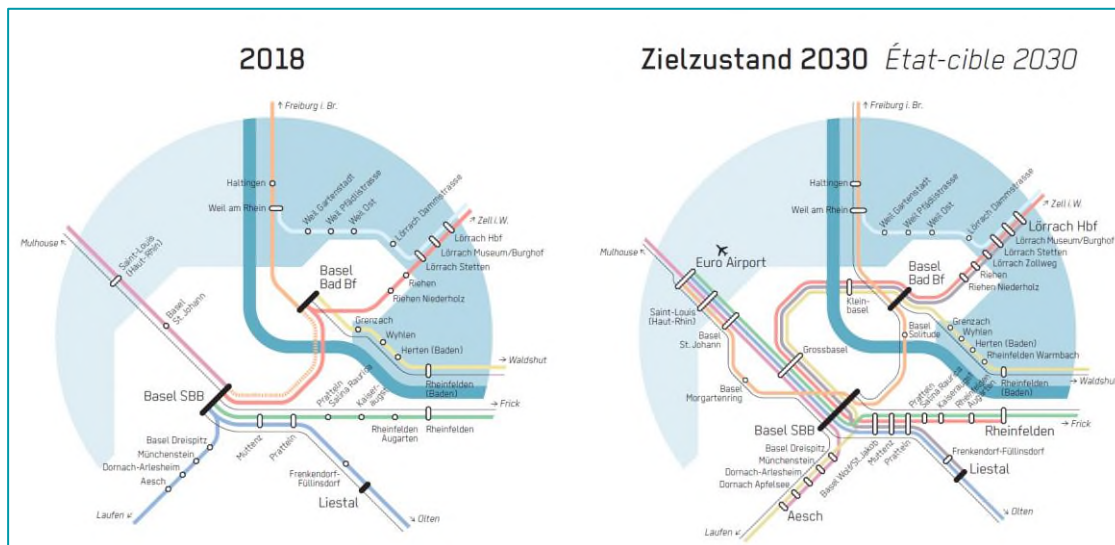 2018
↑ Freiburg i. Br.
Haltingen
Weil am Rhein
Weil Gartenstadt
Weil Pfädlistrasse
Weil Ost
Lörrach Dammstrasse
↗ Zell i.W.
Lörrach Hbf
Lörrach Museum/Burghof
Lörrach Stetten
Riehen
Riehen Niederholz
Mulhouse
Saint-Louis
(Haut-Rhin)
Basel
St. Johann
Basel
Bad Bf
Grenzach
Wyhlen
Herten (Baden)
→ Waldshut
Rheinfelden
(Baden)
Basel SBB
Pratteln
Salina Raurica
Kaiser-
augst
→ Frick
Muttenz
Pratteln
Rheinfelden
Augarten
Rheinfelden
Basel Dreispitz
Münchenstein
Dornach-Arlesheim
Aesch
Frenkendorf-
Füllinsdorf
Liestal
Laufen
Olten
Zielzustand 2030 État-cible 2030
↑ Freiburg i. Br.
Haltingen
Weil am Rhein
Weil Gartenstadt
Weil Pfädlistrasse
Weil Ost
Lörrach Dammstrasse
↗ Zell i.W.
Lörrach Hbf
Lörrach Museum/Burghof
Lörrach Stetten
Lörrach Zollweg
Riehen
Riehen Niederholz
Mulhouse
Euro Airport
Saint-Louis
(Haut-Rhin)
Basel
St. Johann
Basel
Bad Bf
Klein-
basel
Basel
Solitude
Grossbasel
Grenzach
Wyhlen
Herten (Baden)
Rheinfelden Warmbach
→ Waldshut
Rheinfelden
(Baden)
Basel
Morgartenring
Basel SBB
Pratteln
Salina Raurica
Kaiseraugst
Rheinfelden
Augarten
Rheinfelden
→ Frick
Basel Wolf/St. Jakob
Muttenz
Pratteln
Basel Dreispitz
Münchenstein
Dornach-Arlesheim
Dornach Apfelsee
Aesch
Frenkendorf-Füllinsdorf
Liestal
Laufen
Olten